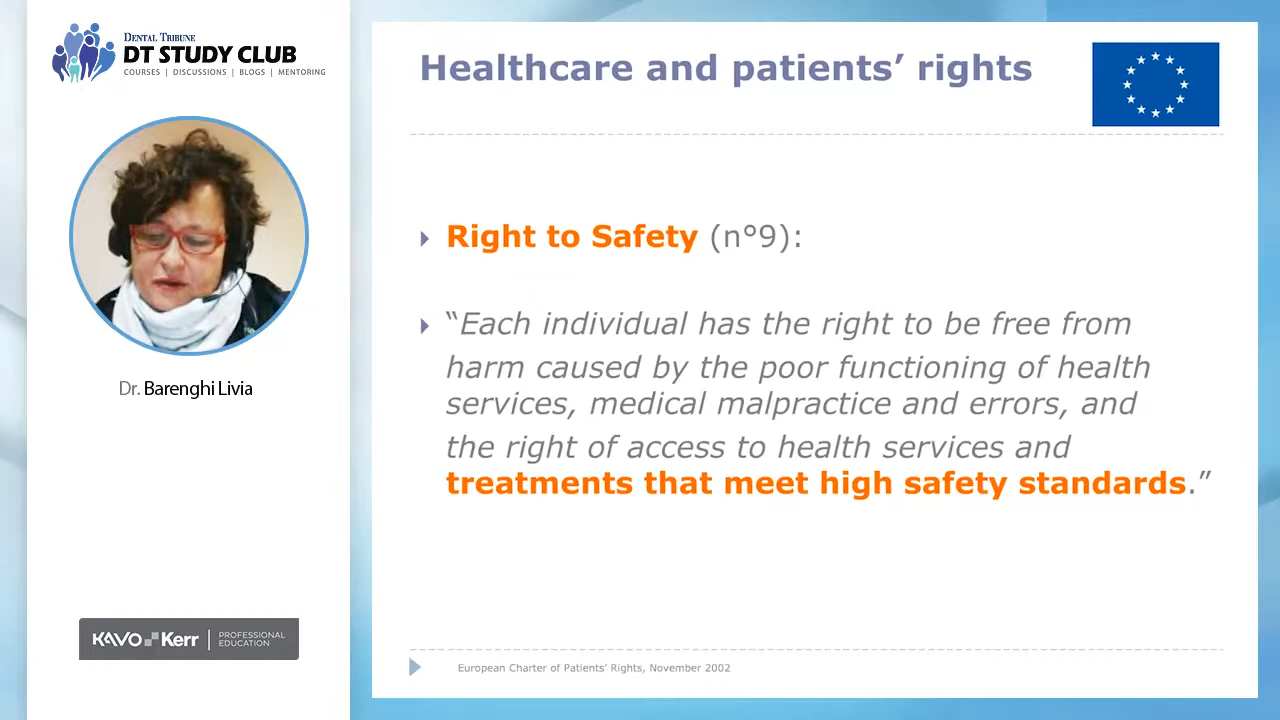 DENTAL TRIBUNE
DT STUDY CLUB
COURSES | DISCUSSIONS | BLOGS | MENTORING
Dr. Barenghi Livia
KAVO Kerr | PROFESSIONAL EDUCATION
Healthcare and patients’ rights
Right to Safety (n°9):
“Each individual has the right to be free from
harm caused by the poor functioning of health
services, medical malpractice and errors, and
the right of access to health services and
treatments that meet high safety standards.”
European Charter of Patients’ Rights, November 2002